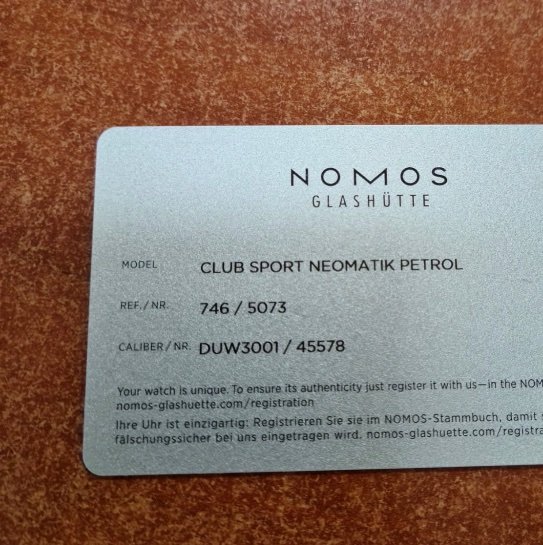 NOMOS
GLASHÜTTE
MODEL CLUB SPORT NEOMATIK PETROL
REF./NR. 746 / 5073
CALIBER/NR. DUW3001 / 45578
Your watch is unique. To ensure its authenticity just register it with us—in the NOM
nomos-glashuette.com/registration
Ihre Uhr ist einzigartig: Registrieren Sie sie im NOMOS-Stammbuch, damit s
fälschungssicher bei uns eingetragen wird. nomos-glashuette.com/registra